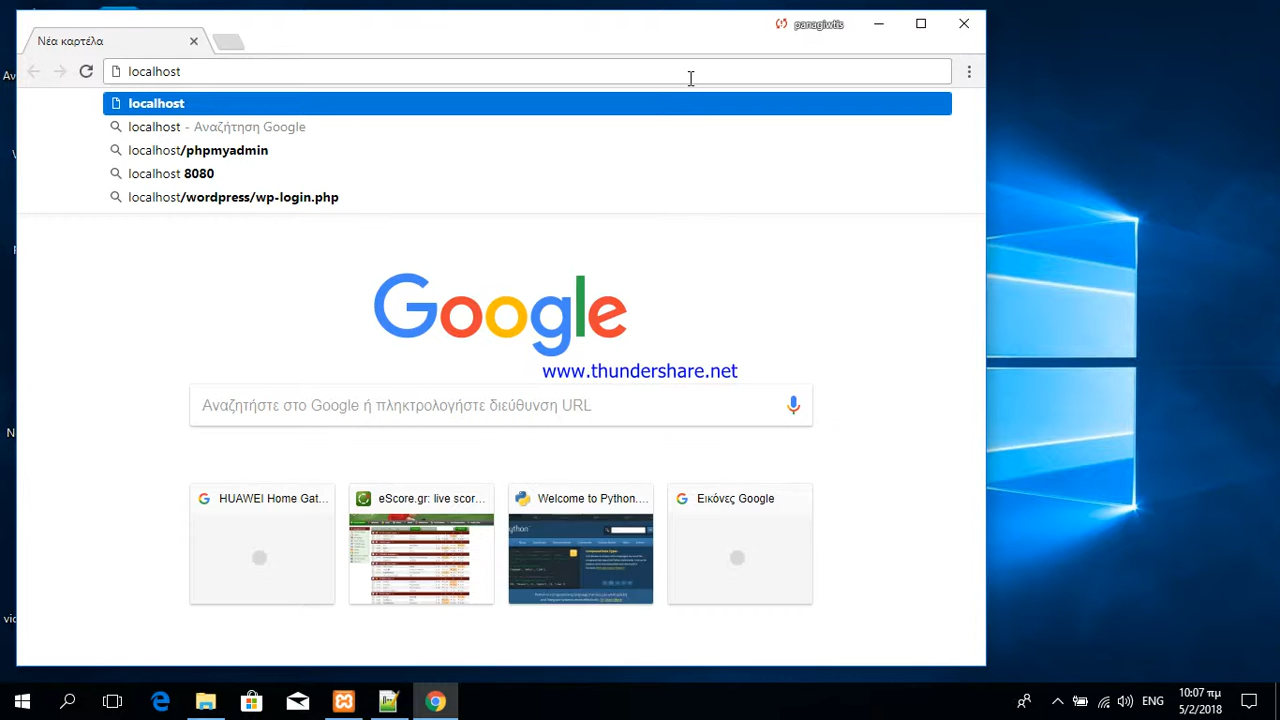 panagiwtis
Νέα καρτέλα
localhost
localhost
localhost - Αναζήτηση Google
localhost/phpmyadmin
localhost 8080
localhost/wordpress/wp-login.php
Google
www.thundershare.net
Αναζητήστε στο Google ή πληκτρολογήστε διεύθυνση URL
HUAWEI Home Gat...
eScore.gr: live scor...
Welcome to Python....
Εικόνες Google
ΕΠΓ
10:07 πμ
5/2/2018